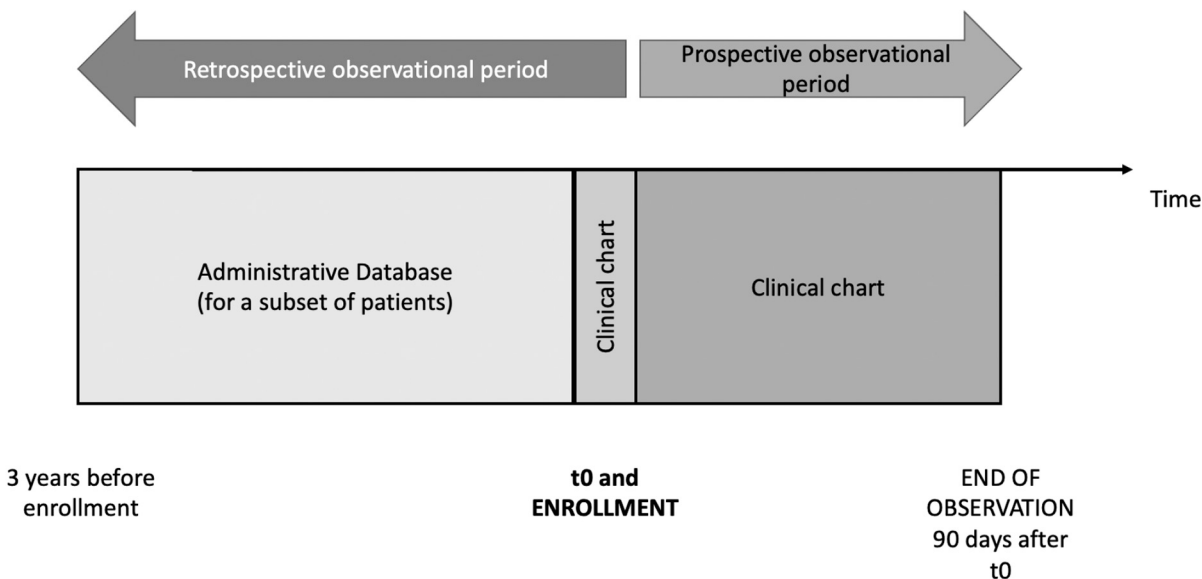 Retrospective observational period
Prospective observational
period
Time
Administrative Database
(for a subset of patients)
Clinical chart
Clinical chart
3 years before
enrollment
t0 and
ENROLLMENT
END OF
OBSERVATION
90 days after
t0